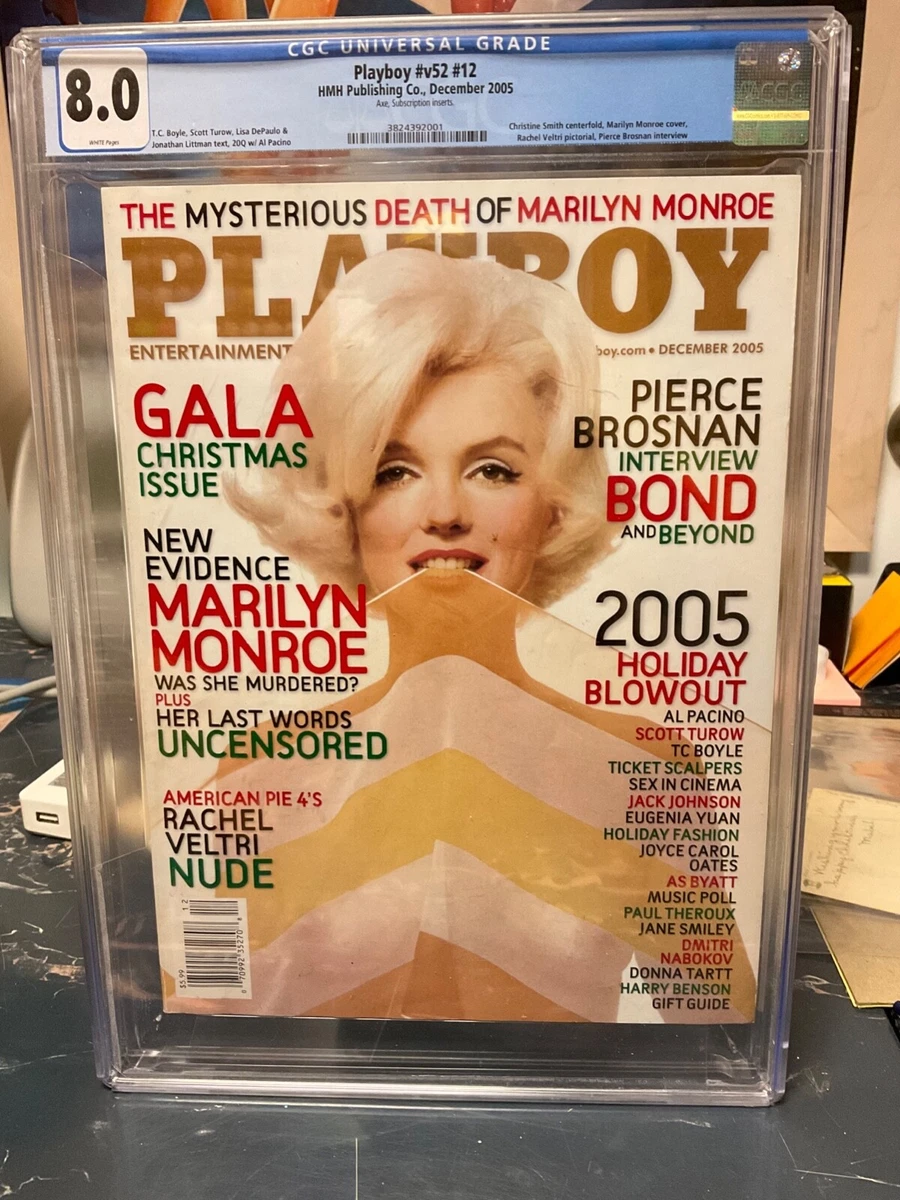 CGC UNIVERSAL GRADE
8.0
WHITE Pages
Playboy #v52 #12
HMH Publishing Co., December 2005
Axe, Subscription inserts.
T.C. Boyle, Scott Turow, Lisa DePaulo &
Jonathan Littman text, 20Q w/ Al Pacino
3824392001
Christine Smith centerfold, Marilyn Monroe cover,
Rachel Veltri pictorial, Pierce Brosnan interview
THE MYSTERIOUS DEATH OF MARILYN MONROE
PLAYBOY
ENTERTAINMENT
boy.com • DECEMBER 2005
GALA
CHRISTMAS
ISSUE
NEW
EVIDENCE
MARILYN
MONROE
WAS SHE MURDERED?
PLUS
HER LAST WORDS
UNCENSORED
AMERICAN PIE 4'S
RACHEL
VELTRI
NUDE
PIERCE
BROSNAN
INTERVIEW
BOND
AND BEYOND
2005
HOLIDAY
BLOWOUT
AL PACINO
SCOTT TUROW
TC BOYLE
TICKET SCALPERS
SEX IN CINEMA
JACK JOHNSON
EUGENIA YUAN
HOLIDAY FASHION
JOYCE CAROL
OATES
AS BYATT
MUSIC POLL
PAUL THEROUX
JANE SMILEY
DMITRI
NABOKOV
DONNA TARTT
HARRY BENSON
GIFT GUIDE
$5.99
12
0 70992 35270 8